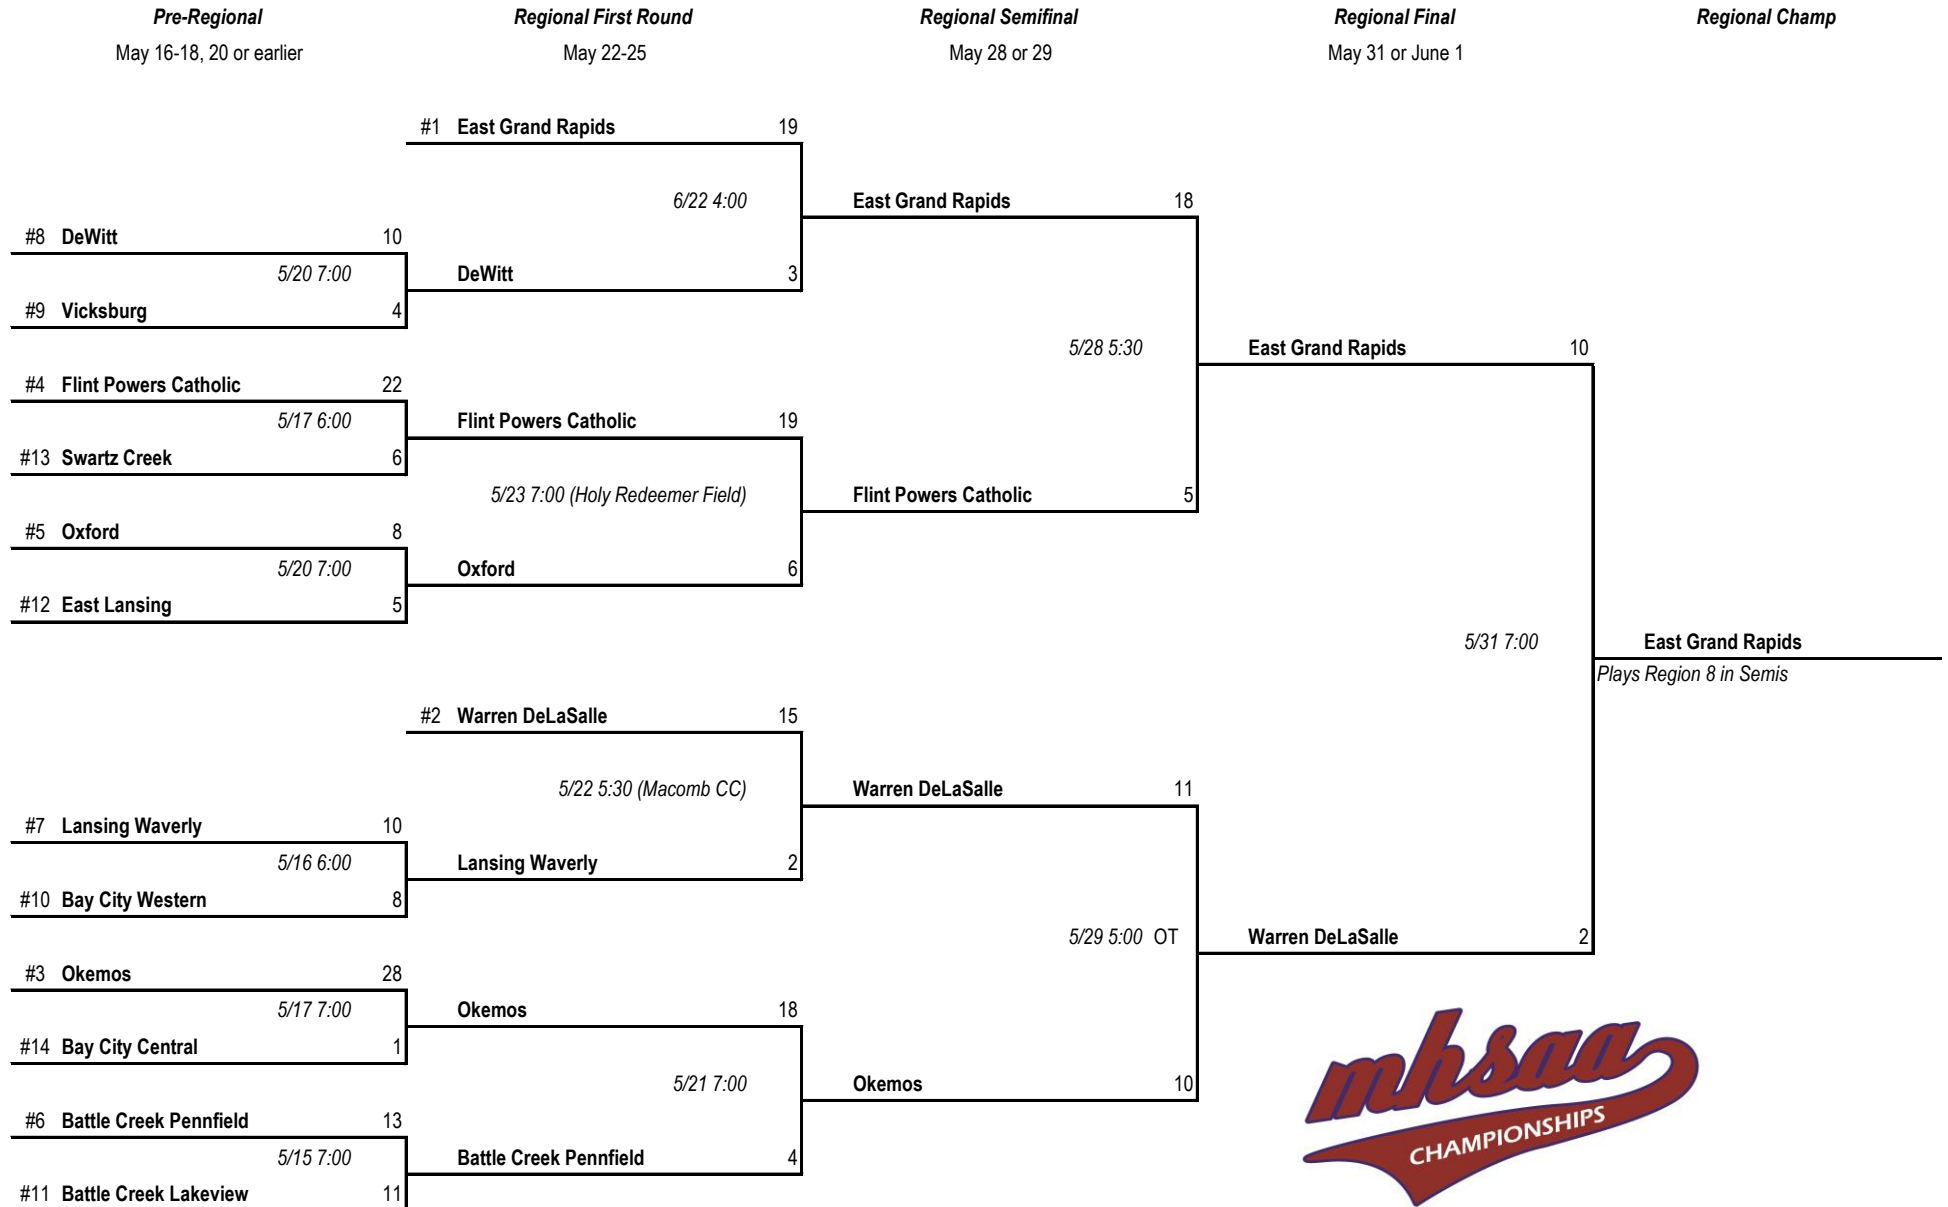 Pre-Regional Regional First Round Regional Semifinal Regional Final Regional Champ
May 16-18, 20 or earlier May 22-25 May 28 or 29 May 31 or June 1
#1 East Grand Rapids 19
6/22 4:00 East Grand Rapids 18
#8 DeWitt 10
5/20 7:00 DeWitt 3
#9 Vicksburg 4
5/28 5:30 East Grand Rapids 10
#4 Flint Powers Catholic 22
5/17 6:00 Flint Powers Catholic 19
#13 Swartz Creek 6
5/23 7:00 (Holy Redeemer Field) Flint Powers Catholic 5
#5 Oxford 8
5/20 7:00 Oxford 6
#12 East Lansing 5
5/31 7:00 East Grand Rapids
Plays Region 8 in Semis
#2 Warren DeLaSalle 15
5/22 5:30 (Macomb CC) Warren DeLaSalle 11
#7 Lansing Waverly 10
5/16 6:00 Lansing Waverly 2
#10 Bay City Western 8
5/29 5:00 OT Warren DeLaSalle 2
#3 Okemos 28
5/17 7:00 Okemos 18
#14 Bay City Central 1
5/21 7:00 Okemos 10
#6 Battle Creek Pennfield 13
5/15 7:00 Battle Creek Pennfield 4
#11 Battle Creek Lakeview 11
mhsaa
CHAMPIONSHIPS